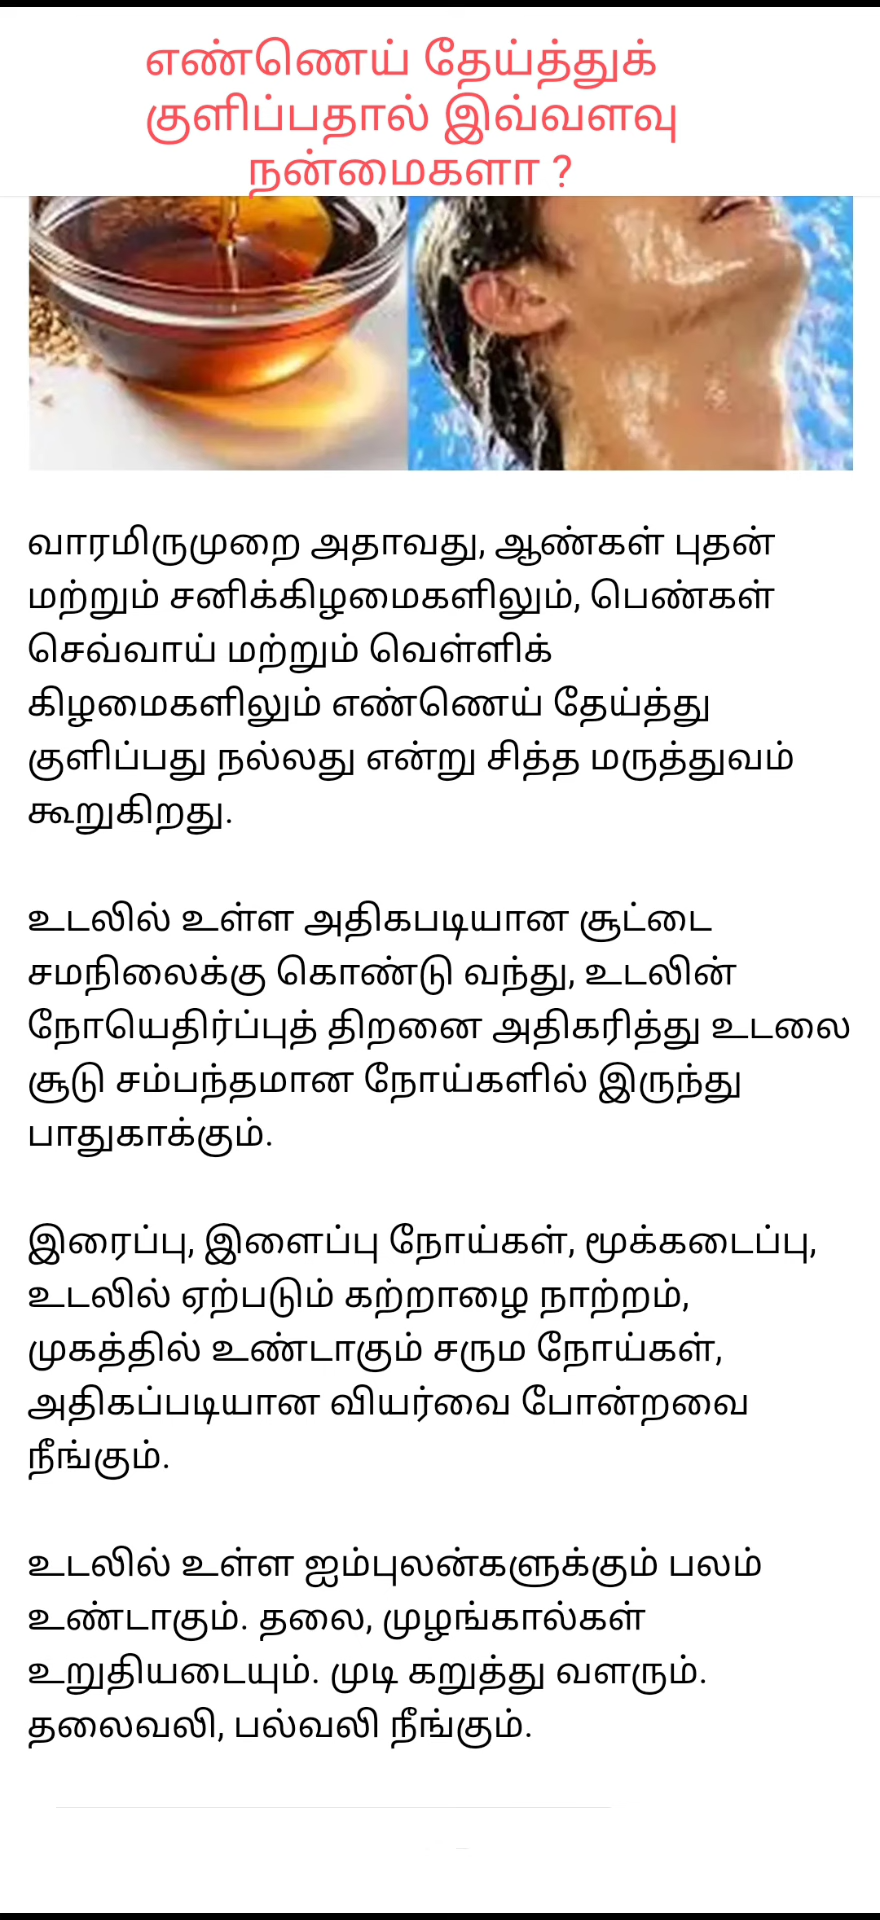 எண்ணெய் தேய்த்துக்
குளிப்பதால் இவ்வளவு
நன்மைகளா ?
வாரமிருமுறை அதாவது, ஆண்கள் புதன்
மற்றும் சனிக்கிழமைகளிலும், பெண்கள்
செவ்வாய் மற்றும் வெள்ளிக்
கிழமைகளிலும் எண்ணெய் தேய்த்து
குளிப்பது நல்லது என்று சித்த மருத்துவம்
கூறுகிறது.
உடலில் உள்ள அதிகபடியான சூட்டை
சமநிலைக்கு கொண்டு வந்து, உடலின்
நோயெதிர்ப்புத் திறனை அதிகரித்து உடலை
சூடு சம்பந்தமான நோய்களில் இருந்து
பாதுகாக்கும்.
இரைப்பு, இளைப்பு நோய்கள், மூக்கடைப்பு,
உடலில் ஏற்படும் கற்றாழை நாற்றம்,
முகத்தில் உண்டாகும் சரும நோய்கள்,
அதிகப்படியான வியர்வை போன்றவை
நீங்கும்.
உடலில் உள்ள ஐம்புலன்களுக்கும் பலம்
உண்டாகும். தலை, முழங்கால்கள்
உறுதியடையும். முடி கறுத்து வளரும்.
தலைவலி, பல்வலி நீங்கும்.